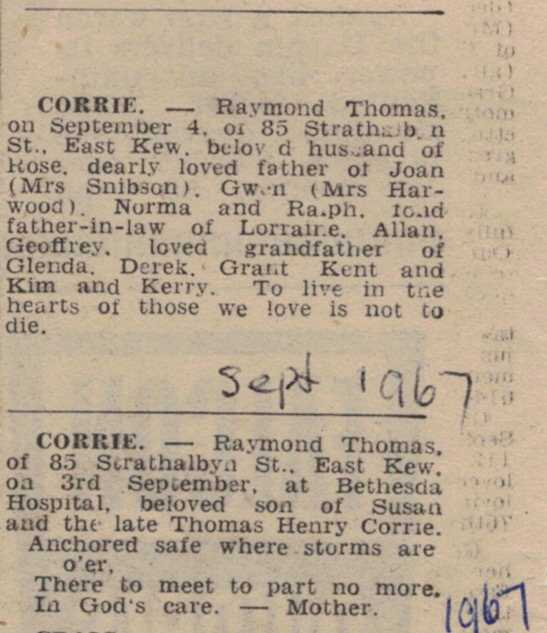 CORRIE. — Raymond Thomas,
on September 4, of 85 Strathalbyn
St., East Kew, beloved husband of
Rose, dearly loved father of Joan
(Mrs Snibson), Gwen (Mrs Har-
wood), Norma and Ralph, fond
father-in-law of Lorraine, Allan,
Geoffrey, loved grandfather of
Glenda, Derek, Grant Kent and
Kim and Kerry. To live in the
hearts of those we love is not to
die.
Sept 1967
CORRIE. — Raymond Thomas,
of 85 Strathalbyn St., East Kew,
on 3rd September, at Bethesda
Hospital, beloved son of Susan
and the late Thomas Henry Corrie.
Anchored safe where storms are
o'er,
There to meet to part no more,
In God's care. — Mother.
1967